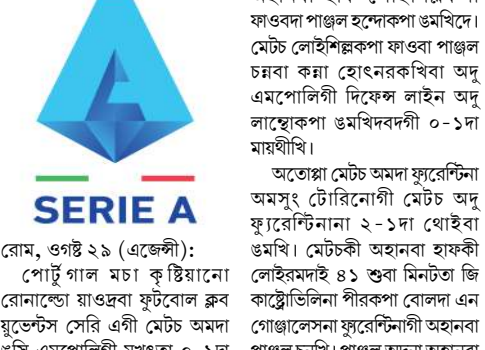 SERIE A
রোম, ওগষ্ট ২৯ (এজেন্সী):
পোর্টুগাল মচা কৃষ্টিয়ানো
রোনাল্ডো য়াওদ্রবা ফুটবোল ক্লব
য়ুভেন্টস সেরি এগী মেটচ অমদা
ফাওবদা পাঞ্জল হন্দোকপা ঙমখিদে।
মেটচ লোইশিল্লকপা ফাওবা পাঞ্জল
চন্নবা কন্না হোৎনরকখিবা অদু
এমপোলিগী দিফেন্স লাইন অদু
লান্থোকপা ঙমখিদবদগী ০-১দা
মায়থীখি।
অতোপ্পা মেটচ অমদা ফ্যুরেন্টিনা
অমসুং টোরিনোগী মেটচ অদু
ফ্যুরেন্টিনানা ২-১দা থোইবা
ঙমখি। মেটচকী অহানবা হাফকী
লোইরমদাই ৪১ শুবা মিনটতা জি
কাষ্ট্রোভিলিনা পীরকপা বোলদা এন
গোঞ্জালেসনা ফ্যুরেন্টিনাগী অহানবা